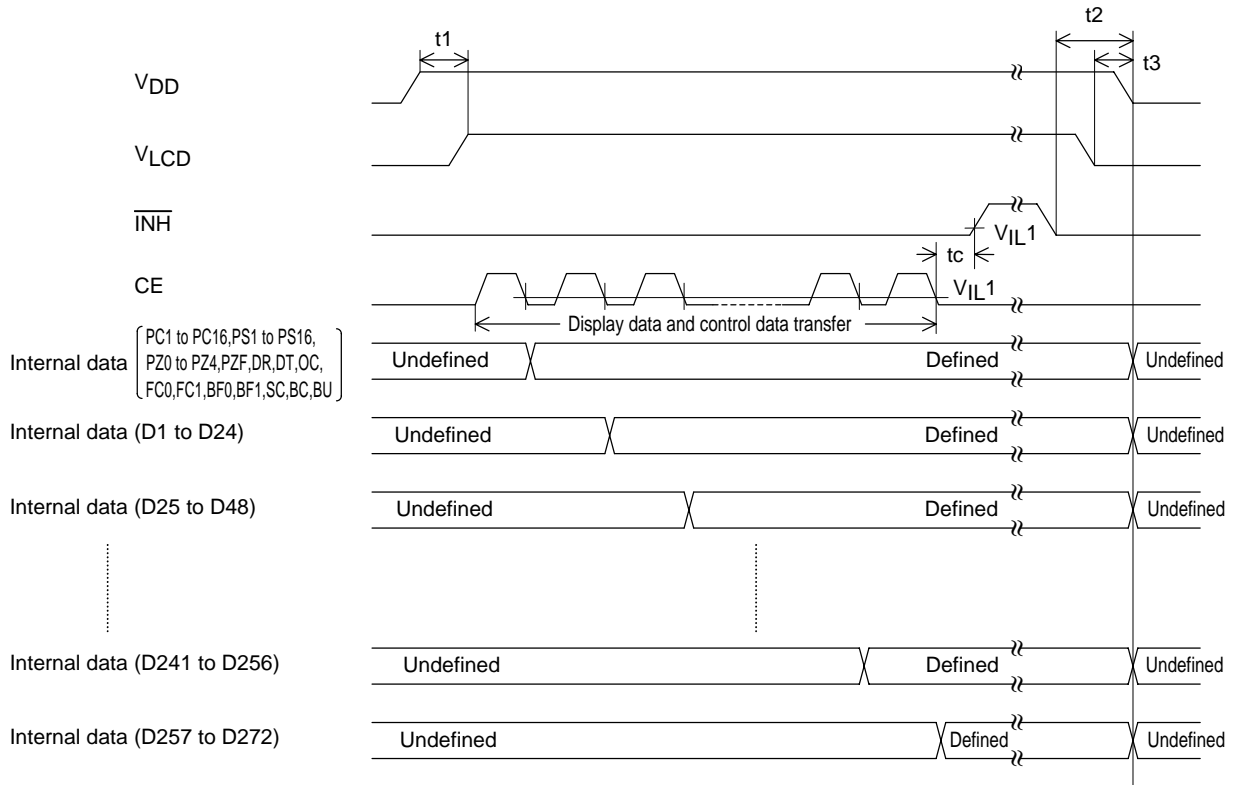 t1
t2
t3
VDD
VLCD
INH
VIL1
tc
CE
VIL1
Display data and control data transfer
Internal data
PC1 to PC16,PS1 to PS16,
PZ0 to PZ4,PZF,DR,DT,OC,
FC0,FC1,BF0,BF1,SC,BC,BU
Undefined
Defined
Undefined
Internal data (D1 to D24)
Undefined
Defined
Undefined
Internal data (D25 to D48)
Undefined
Defined
Undefined
Internal data (D241 to D256)
Undefined
Defined
Undefined
Internal data (D257 to D272)
Undefined
Defined
Undefined